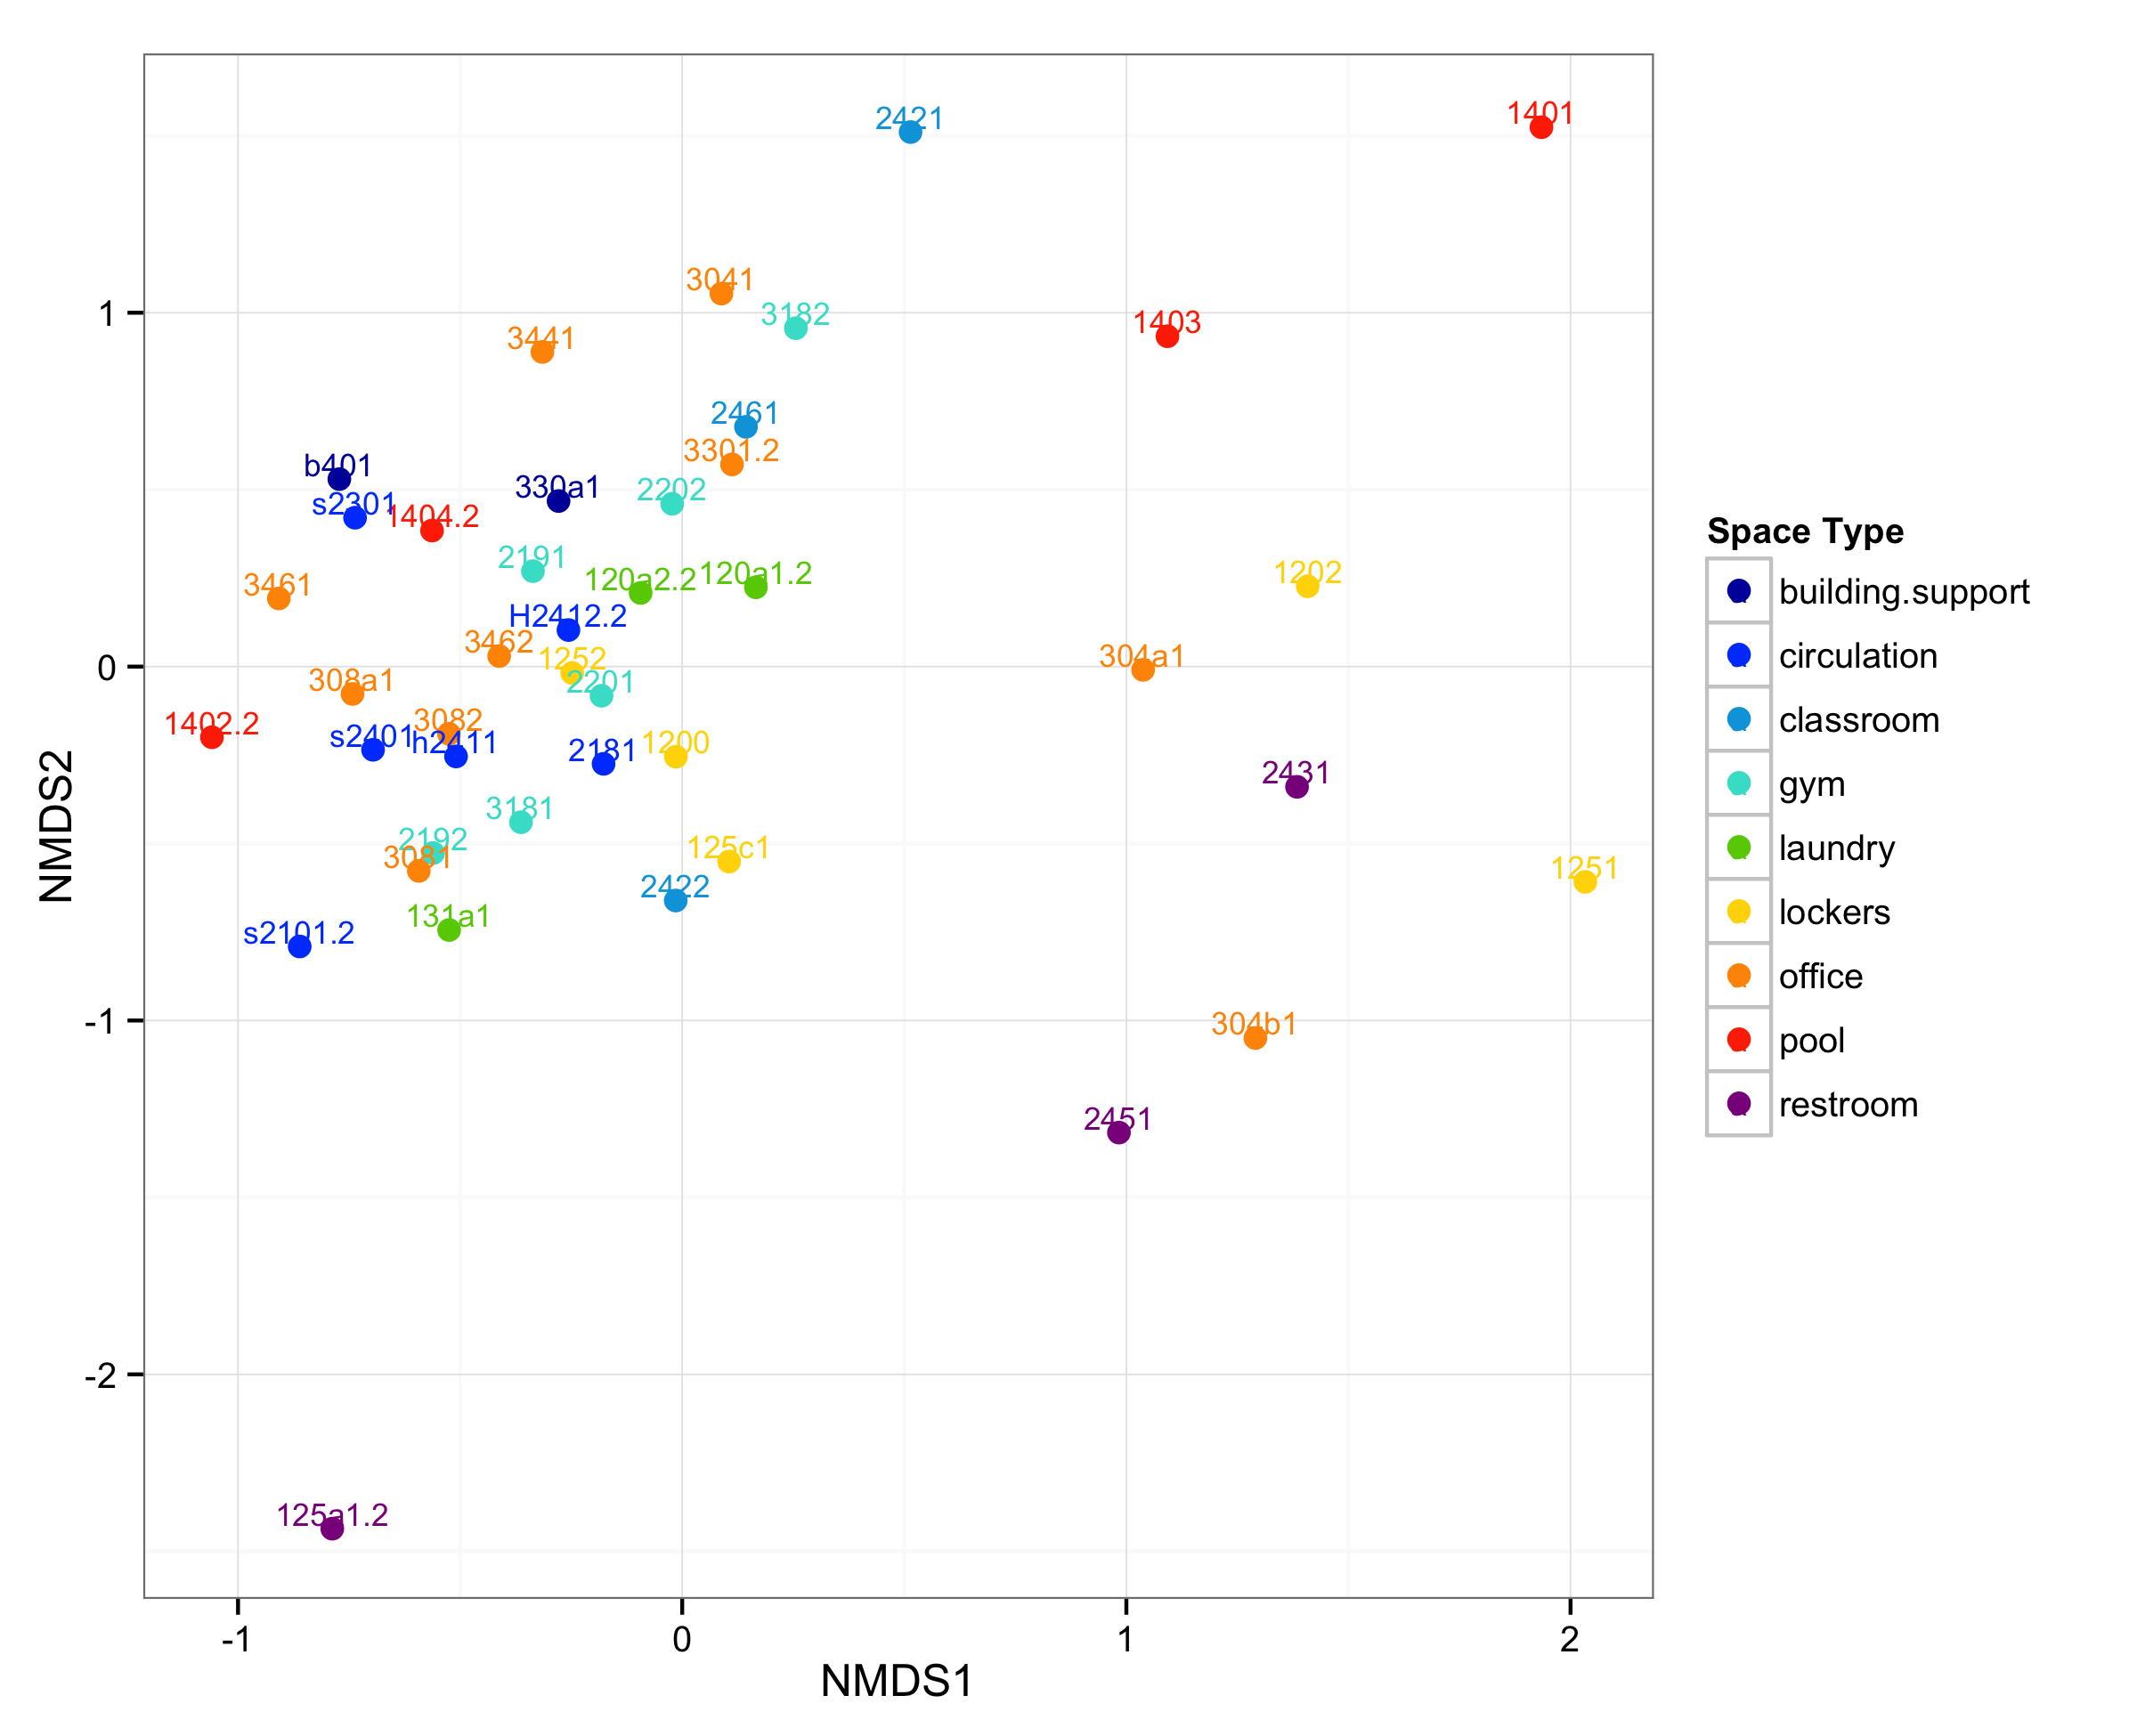 2421
1401
3041
3182
1403
3441
2461
3301.2
b401
330a1
2202
s2301
1404.2
2191
120a2.2
120a1.2
1202
3461
H2412.2
3462
1252
304a1
308a1
2201
1402.2
3082
s2401
h2411
2181
1200
2431
3181
2192
125c1
3081
1251
2422
131a1
s2101.2
304b1
2451
125a1.2
1
0
-1
-2
NMDS2
-1
0
1
2
NMDS1
Space Type
building.support
circulation
classroom
gym
laundry
lockers
office
pool
restroom